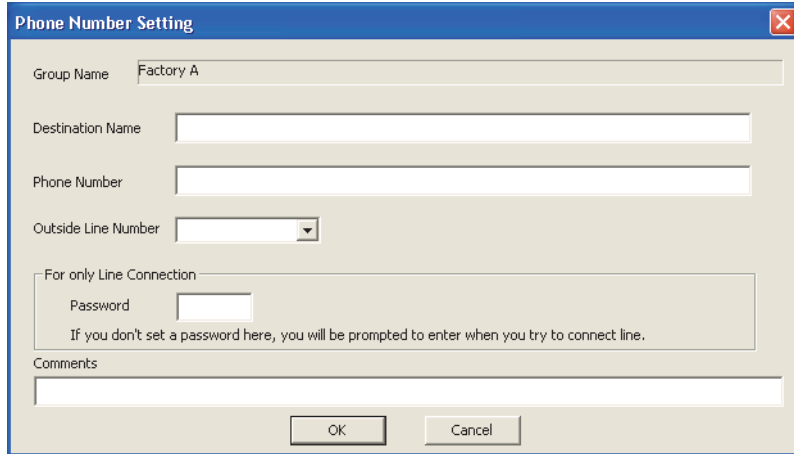 Phone Number Setting
Group Name Factory A
Destination Name
Phone Number
Outside Line Number
For only Line Connection
Password
If you don't set a password here, you will be prompted to enter when you try to connect line.
Comments
OK Cancel